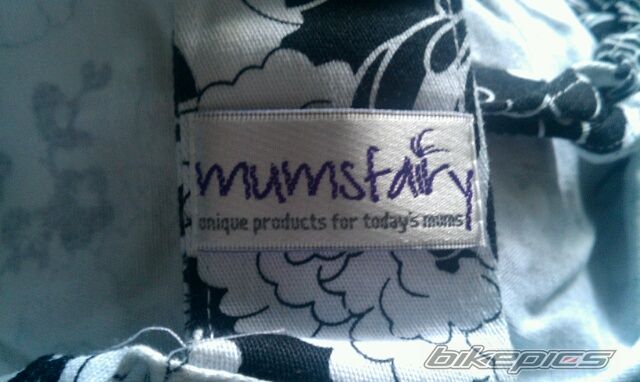 mumsfairy
unique products for today's mums
bikepics